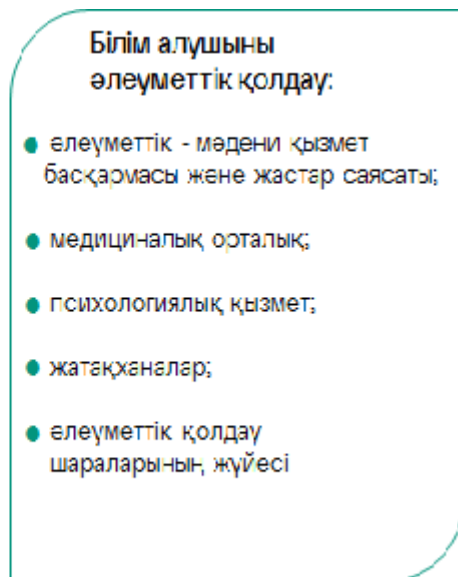 Білім алушыны
әлеуметтік қолдау:
әлеуметтік - мәдени қызмет
басқармасы және жастар саясаты;
медициналық орталық;
психологиялық қызмет;
жатақханалар;
әлеуметтік қолдау
шараларының жүйесі